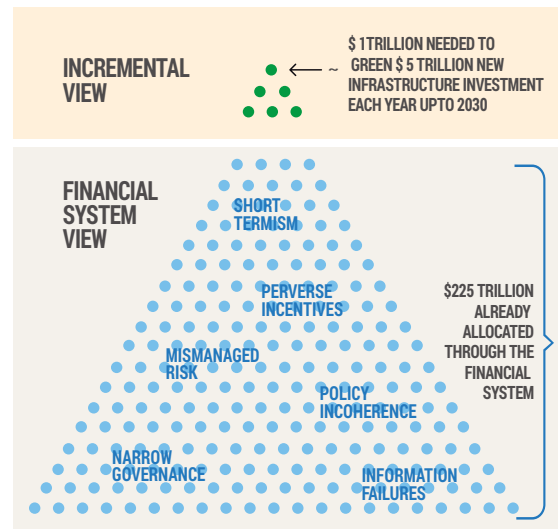 INCREMENTAL
VIEW
~
$ 1TRILLION NEEDED TO
GREEN $ 5 TRILLION NEW
INFRASTRUCTURE INVESTMENT
EACH YEAR UPTO 2030
FINANCIAL
SYSTEM
VIEW
SHORT
TERMISM
PERVERSE
INCENTIVES
MISMANAGED
RISK
POLICY
INCOHERENCE
NARROW
GOVERNANCE
INFORMATION
FAILURES
$225 TRILLION
ALREADY
ALLOCATED
THROUGH THE
FINANCIAL
SYSTEM